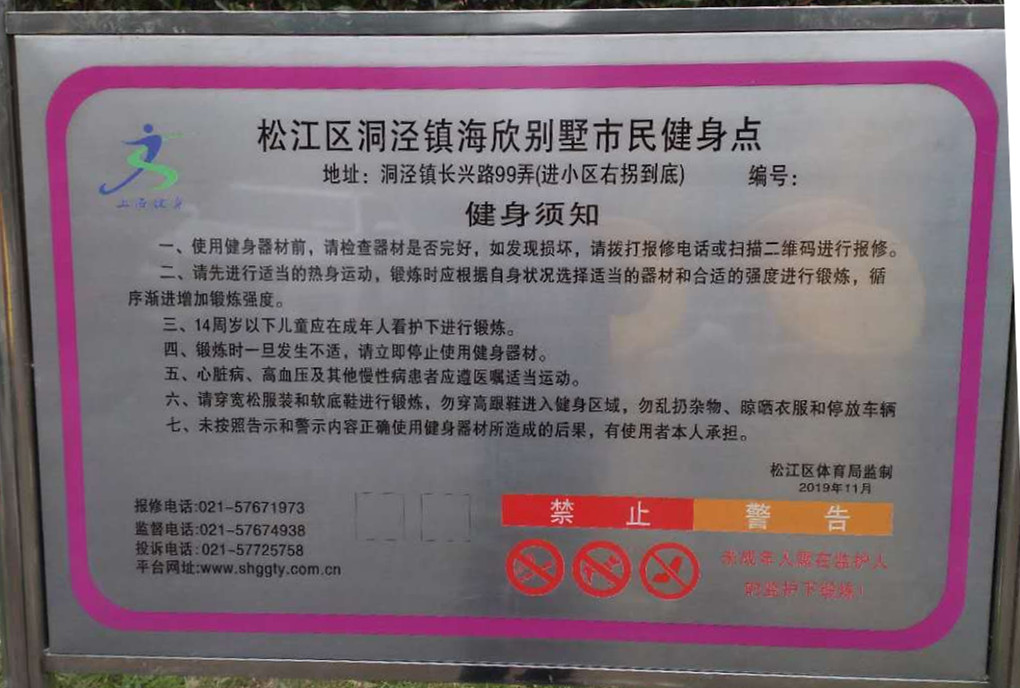 上海健身
松江区洞泾镇海欣别墅市民健身点
地址：洞泾镇长兴路99弄(进小区右拐到底) 编号：
健身须知
一、使用健身器材前，请检查器材是否完好，如发现损坏，请拨打报修电话或扫描二维码进行报修。
二、请先进行适当的热身运动，锻炼时应根据自身状况选择适当的器材和合适的强度进行锻炼，循
序渐进增加锻炼强度。
三、14周岁以下儿童应在成年人看护下进行锻炼。
四、锻炼时一旦发生不适，请立即停止使用健身器材。
五、心脏病、高血压及其他慢性病患者应遵医嘱适当运动。
六、请穿宽松服装和软底鞋进行锻炼，勿穿高跟鞋进入健身区域，勿乱扔杂物、晾晒衣服和停放车辆
七、未按照告示和警示内容正确使用健身器材所造成的后果，有使用者本人承担。
松江区体育局监制
2019年11月
报修电话:021-57671973
监督电话:021-57674938
投诉电话:021-57725758
平台网址:www.shggty.com.cn
禁 止 警 告
未成年人需在监护人
的监护下锻炼！